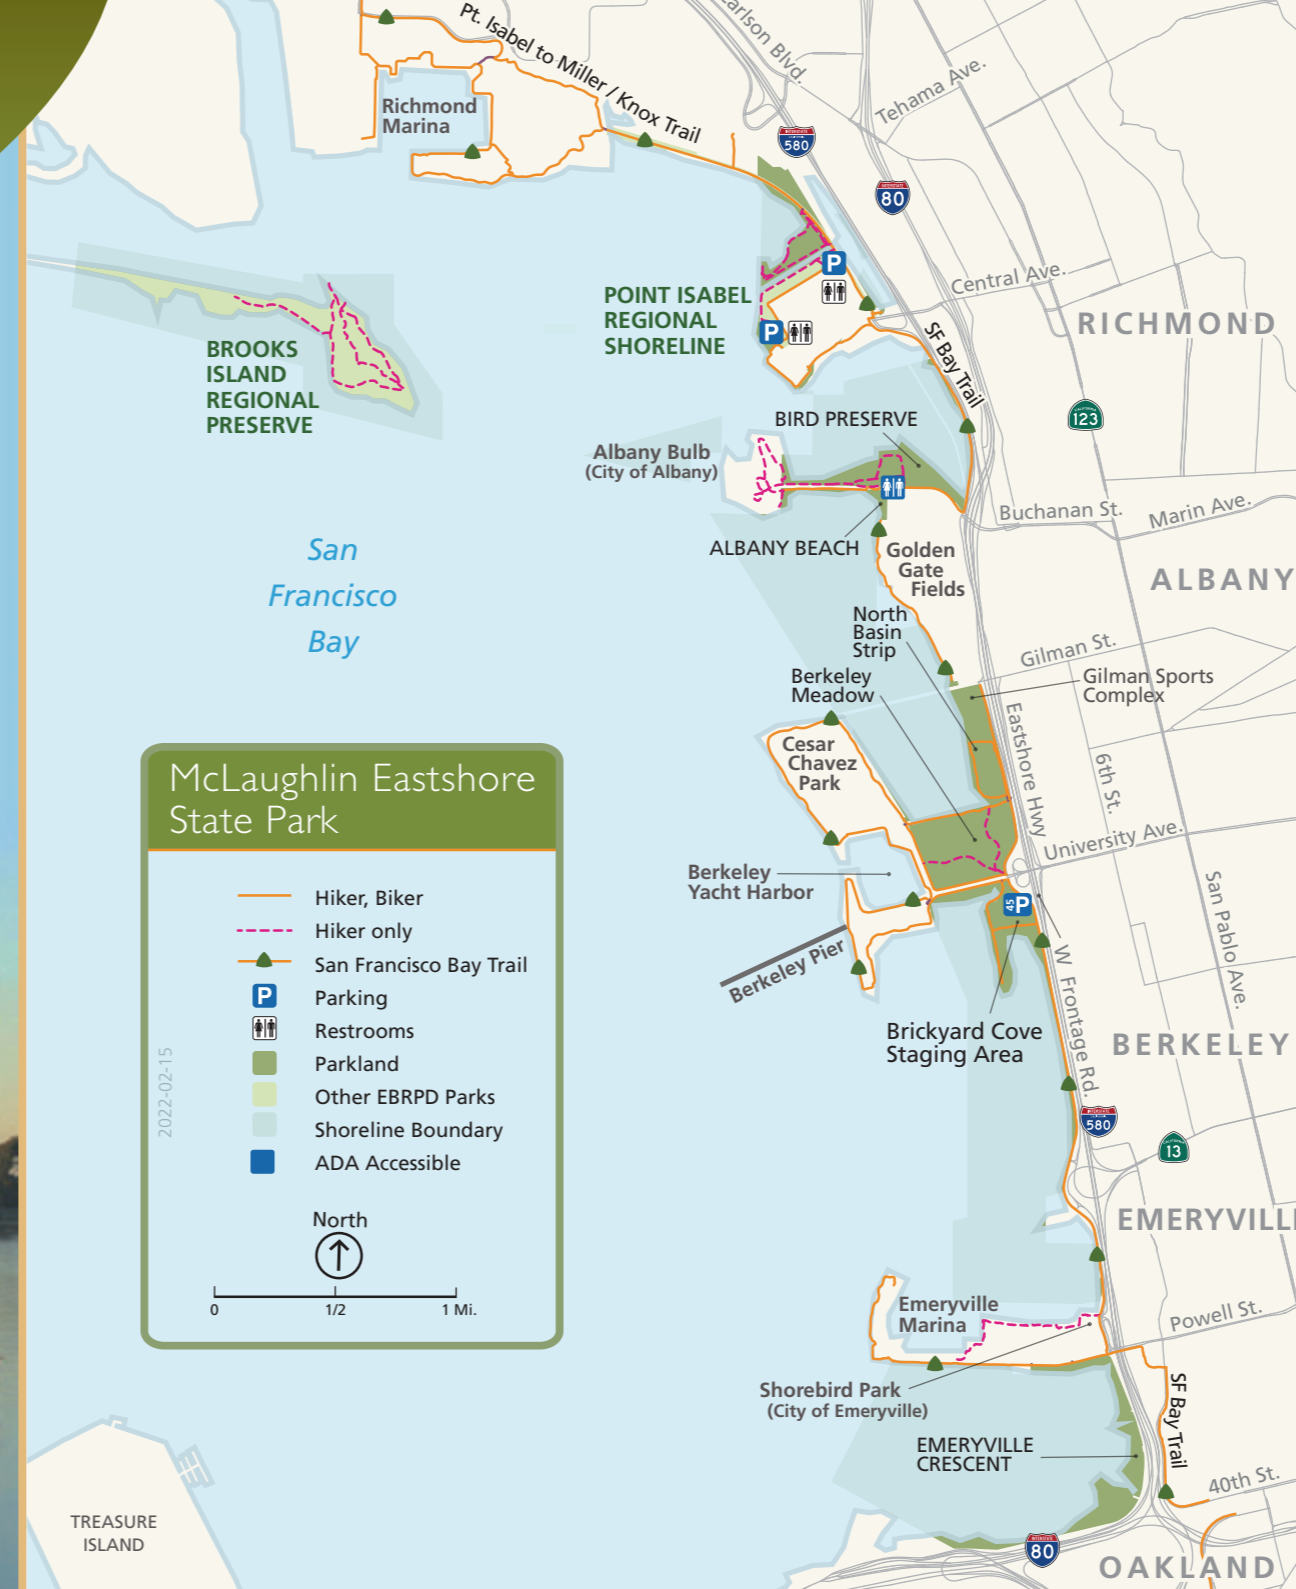 Carlson Blvd.
Pt. Isabel to Miller / Knox Trail
Tehama Ave.
Richmond
Marina
INTERSTATE
580
INTERSTATE
80
Central Ave.
POINT ISABEL
REGIONAL
SHORELINE
P
P
RICHMOND
SF Bay Trail
BROOKS
ISLAND
REGIONAL
PRESERVE
CALIFORNIA
123
BIRD PRESERVE
Albany Bulb
(City of Albany)
Buchanan St.
Marin Ave.
ALBANY BEACH
Golden
Gate
Fields
ALBANY
San
Francisco
Bay
North
Basin
Strip
Gilman St.
Gilman Sports
Complex
Berkeley
Meadow
Eastshore Hwy
Cesar
Chavez
Park
6th St.
University Ave.
Berkeley
Yacht Harbor
San Pablo Ave.
45
P
Berkeley Pier
W Frontage Rd.
Brickyard Cove
Staging Area
BERKELEY
INTERSTATE
580
CALIFORNIA
13
EMERYVILL
Emeryville
Marina
Powell St.
Shorebird Park
(City of Emeryville)
SF Bay Trail
EMERYVILLE
CRESCENT
40th St.
INTERSTATE
80
OAKLAND
TREASURE
ISLAND
McLaughlin Eastshore
State Park
Hiker, Biker
Hiker only
San Francisco Bay Trail
P
Parking
Restrooms
Parkland
Other EBRPD Parks
Shoreline Boundary
ADA Accessible
2022-02-15
North
0 1/2 1 Mi.